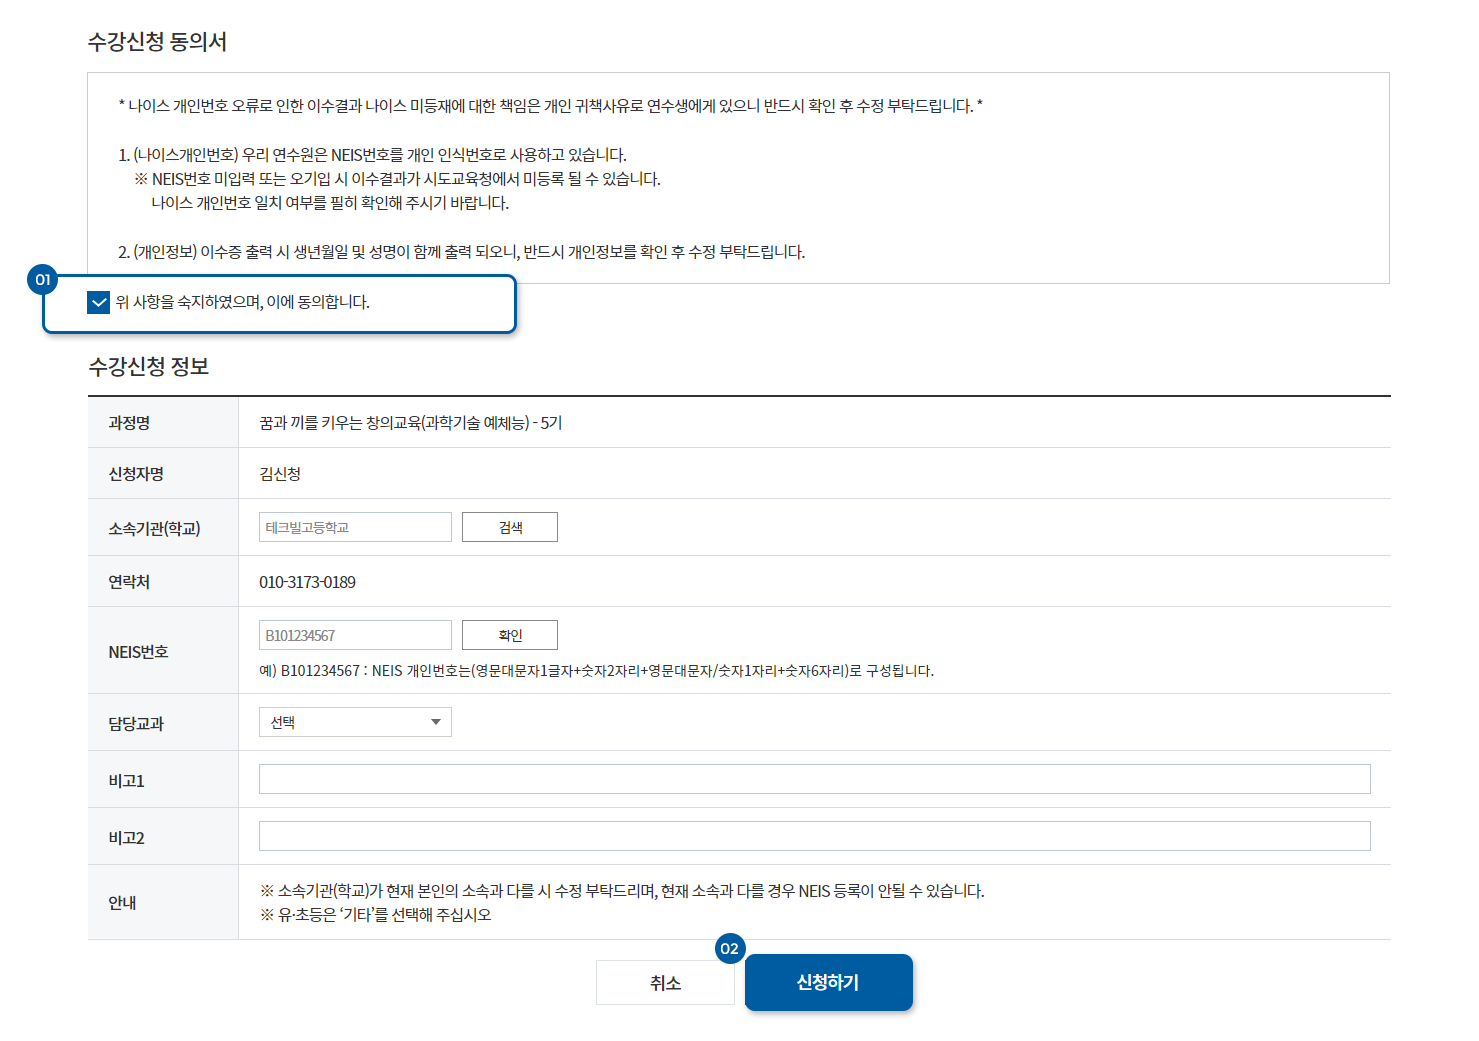 수강신청 동의서
* 나이스 개인번호 오류로 인한 이수결과 나이스 미등재에 대한 책임은 개인 귀책사유로 연수생에게 있으니 반드시 확인 후 수정 부탁드립니다. *
1. (나이스개인번호) 우리 연수원은 NEIS번호를 개인 인식번호로 사용하고 있습니다.
※ NEIS번호 미입력 또는 오기입 시 이수결과가 시도교육청에서 미등록 될 수 있습니다.
나이스 개인번호 일치 여부를 필히 확인해 주시기 바랍니다.
2. (개인정보) 이수증 출력 시 생년월일 및 성명이 함께 출력 되오니, 반드시 개인정보를 확인 후 수정 부탁드립니다.
01
위 사항을 숙지하였으며, 이에 동의합니다.
수강신청 정보
과정명 꿈과 끼를 키우는 창의교육(과학기술 예체능) - 5기
신청자명 김신청
소속기관(학교) 테크빌고등학교 검색
연락처 010-3173-0189
NEIS번호 B101234567 확인
예) B101234567 : NEIS 개인번호는(영문대문자1글자+숫자2자리+영문대문자/숫자1자리+숫자6자리)로 구성됩니다.
담당교과 선택
비고1
비고2
안내
※ 소속기관(학교)가 현재 본인의 소속과 다를 시 수정 부탁드리며, 현재 소속과 다를 경우 NEIS 등록이 안될 수 있습니다.
※ 유·초등은 ‘기타’를 선택해 주십시오
02
취소 신청하기